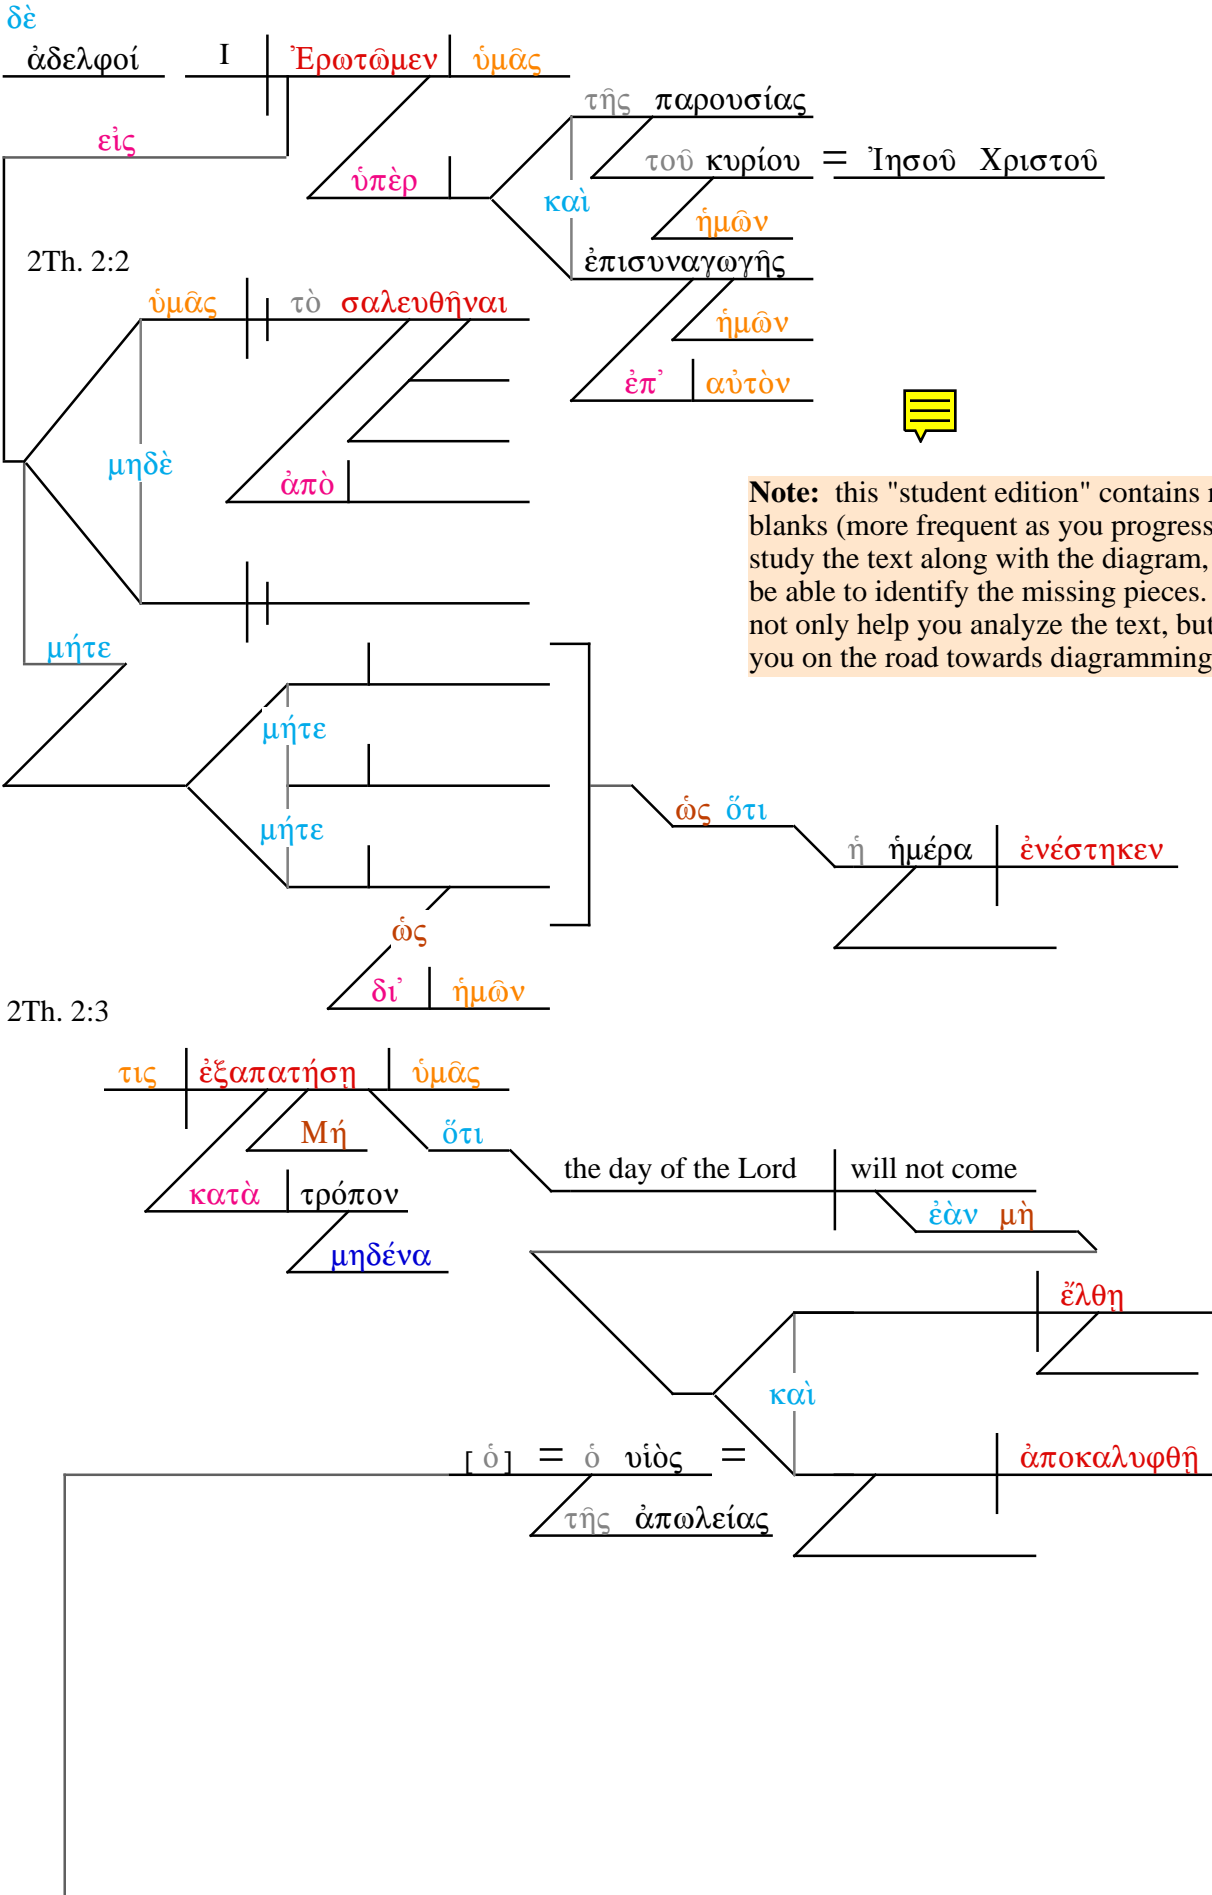 δὲ
ἀδελφοί I Ἐρωτῶμεν ὑμᾶς
τῆς παρουσίας
εἰς
ὑπὲρ
τοῦ κυρίου = Ἰησοῦ Χριστοῦ
καὶ
ἡμῶν
2Th. 2:2
ἐπισυναγωγῆς
ὑμᾶς τὸ σαλευθῆναι
ἡμῶν
ἐπ' αὐτὸν
μηδὲ
ἀπὸ
Note: this "student edition" contains
blanks (more frequent as you progress
study the text along with the diagram,
be able to identify the missing pieces.
not only help you analyze the text, but
you on the road towards diagramming
μήτε
μήτε
μήτε
ὡς ὅτι
ἡ ἡμέρα ἐνέστηκεν
ὡς
δι' ἡμῶν
2Th. 2:3
τις ἐξαπατήσῃ ὑμᾶς
Μή
ὅτι
the day of the Lord will not come
κατὰ τρόπον
ἐὰν μὴ
μηδένα
ἔλθῃ
καὶ
[ ὁ ] = ὁ υἱὸς =
ἀποκαλυφθῇ
τῆς ἀπωλείας